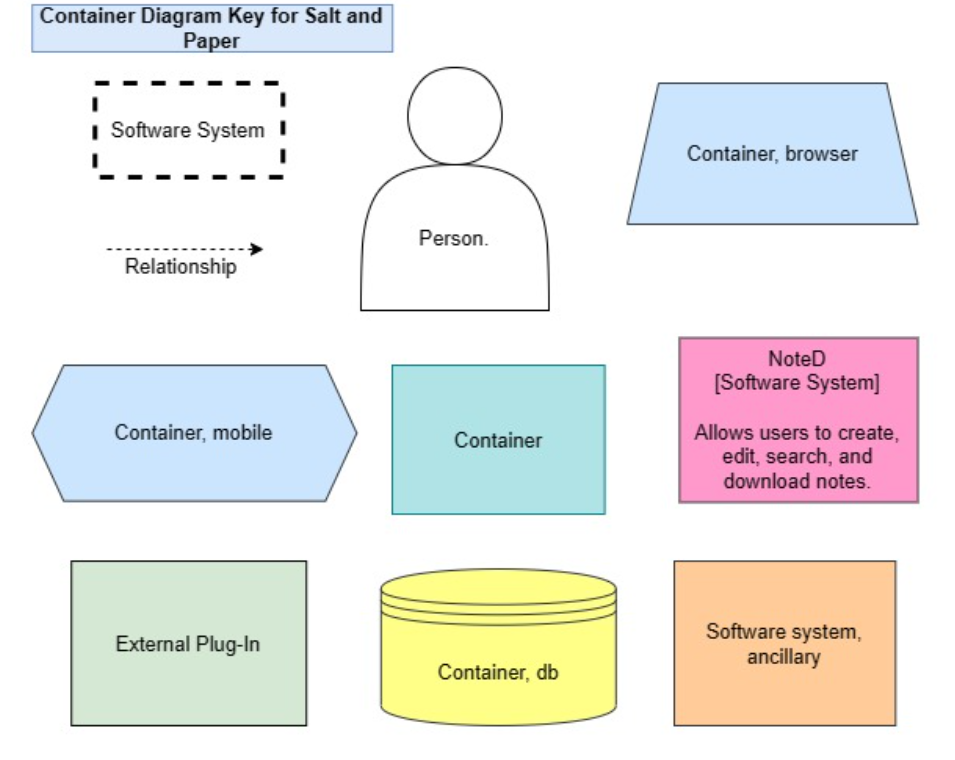 Container Diagram Key for Salt and
Paper
Software System
Person.
Container, browser
Relationship
Container, mobile
Container
NoteD
[Software System]
Allows users to create,
edit, search, and
download notes.
External Plug-In
Container, db
Software system,
ancillary